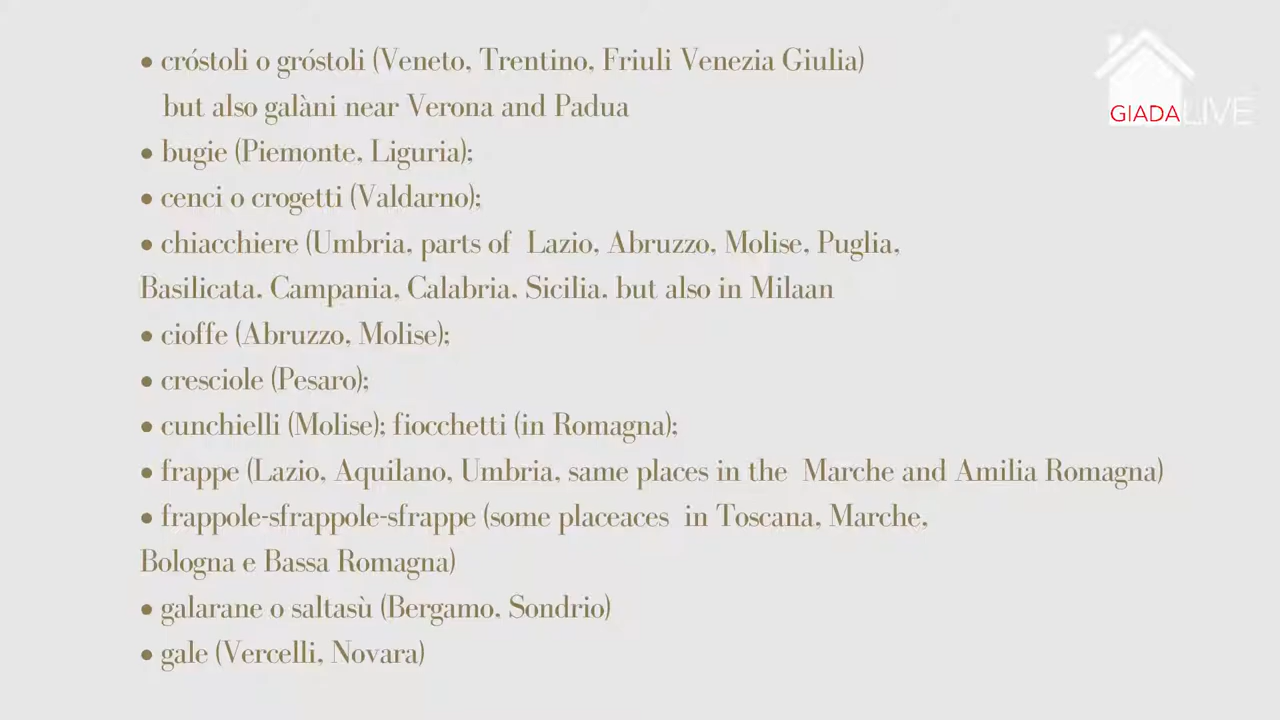 • cróstoli o gróstoli (Veneto, Trentino, Friuli Venezia Giulia)
but also galàni near Verona and Padua
• bugie (Piemonte, Liguria);
• cenci o crogetti (Valdarno);
• chiacchiere (Umbria, parts of Lazio, Abruzzo, Molise, Puglia,
Basilicata, Campania, Calabria, Sicilia, but also in Milaan
• cioffe (Abruzzo, Molise);
• cresciole (Pesaro);
• cunchielli (Molise); fiocchetti (in Romagna);
• frappe (Lazio, Aquilano, Umbria, same places in the Marche and Amilia Romagna)
• frappole-sfrappole-sfrappe (some placeaces in Toscana, Marche,
Bologna e Bassa Romagna)
• galarane o saltasù (Bergamo, Sondrio)
• gale (Vercelli, Novara)
GIADA LIVE